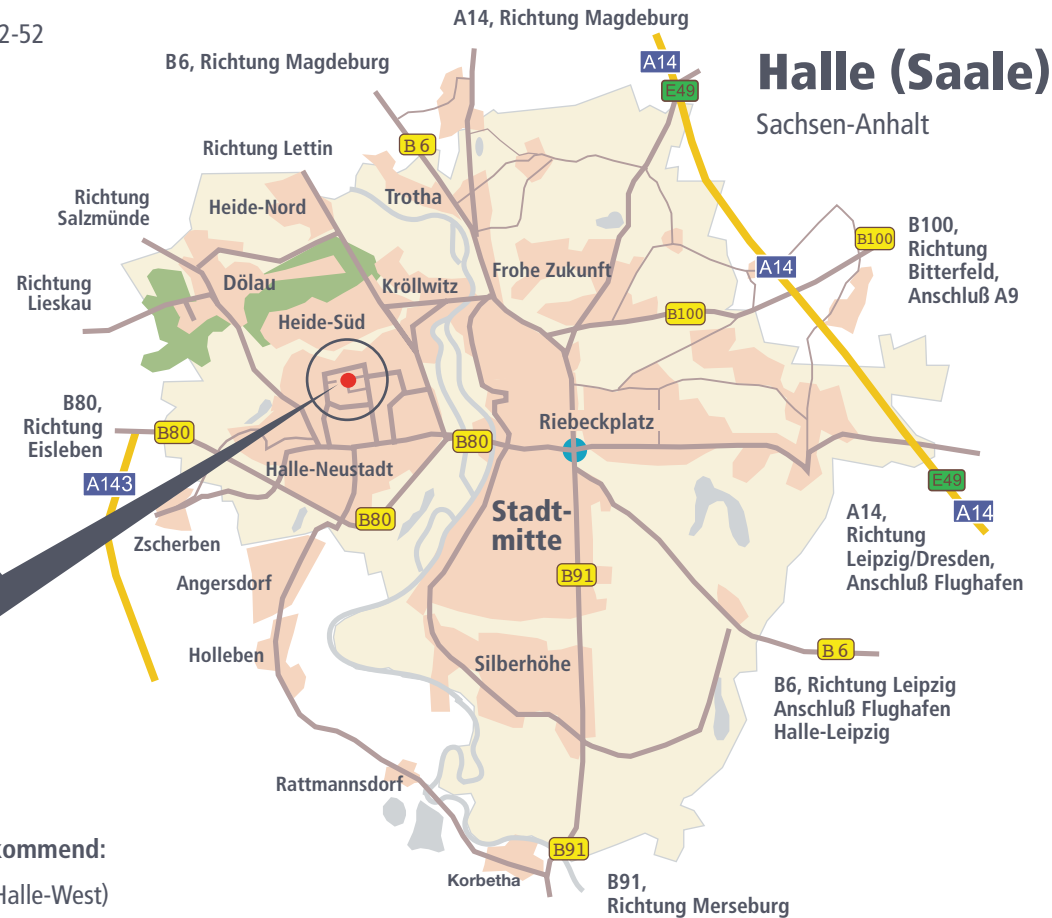 2-52
A14, Richtung Magdeburg
Halle (Saale)
Sachsen-Anhalt
B6, Richtung Magdeburg
A14
E49
B 6
Richtung Lettin
Richtung
Salzmünde
Heide-Nord
Trotha
B100,
Richtung
Bitterfeld,
Anschluß A9
B100
A14
Richtung
Lieskau
Dölau
Kröllwitz
Frohe Zukunft
B100
Heide-Süd
B80,
Richtung
Eisleben
B80
B80
Riebeckplatz
A143
Halle-Neustadt
B80
E49
A14
Stadt-
mitte
A14,
Richtung
Leipzig/Dresden,
Anschluß Flughafen
Zscherben
Angersdorf
B91
Holleben
Silberhöhe
B 6
B6, Richtung Leipzig
Anschluß Flughafen
Halle-Leipzig
Rattmannsdorf
kommend:
B91
Korbetha
Halle-West)
B91,
Richtung Merseburg